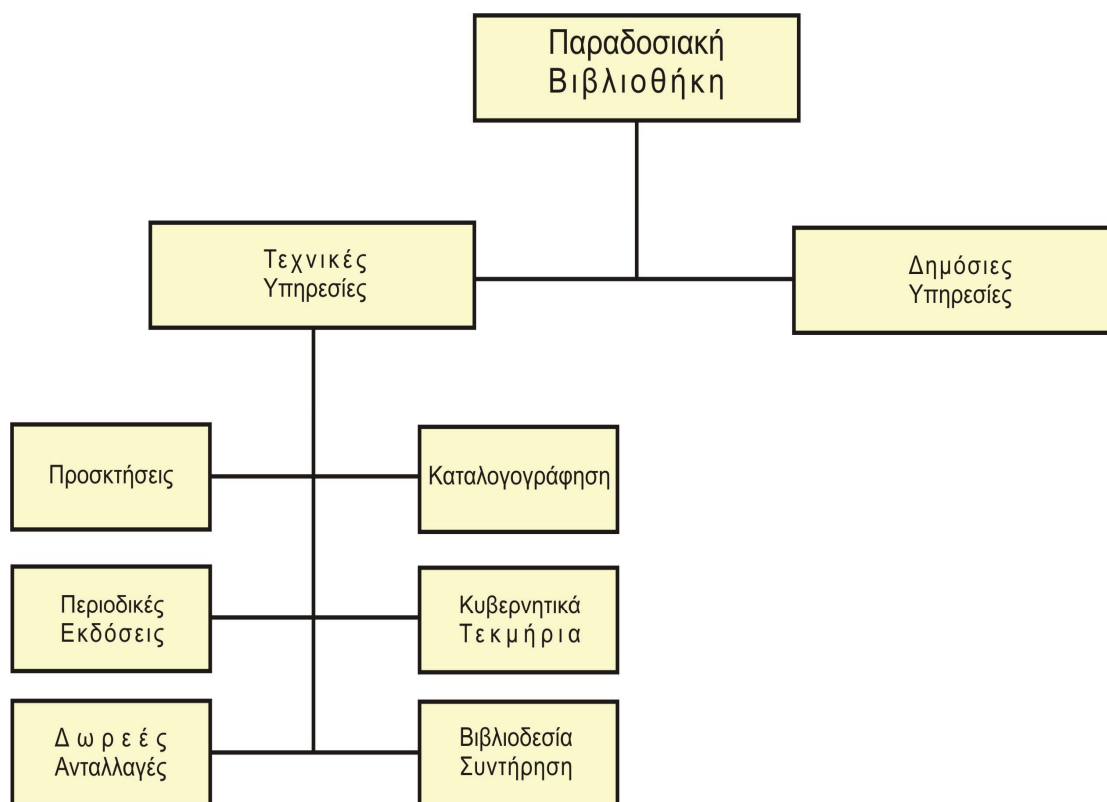 Παραδοσιακή
Βιβλιοθήκη
Τεχνικές
Υπηρεσίες
Δημόσιες
Υπηρεσίες
Προσκτήσεις
Καταλογογράφηση
Περιοδικές
Εκδόσεις
Κυβερνητικά
Τεκμήρια
Δωρεές
Ανταλλαγές
Βιβλιοδεσία
Συντήρηση